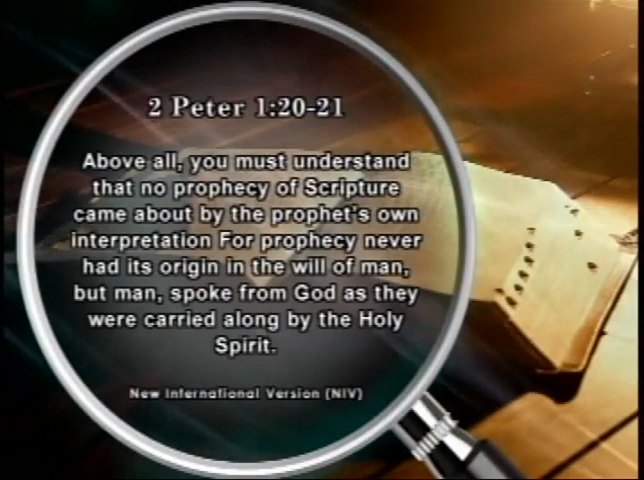 2 Peter 1:20-21
Above all, you must understand
that no prophecy of Scripture
came about by the prophet's own
interpretation For prophecy never
had its origin in the will of man,
but man, spoke from God as they
were carried along by the Holy
Spirit.
New International Version (NIV)